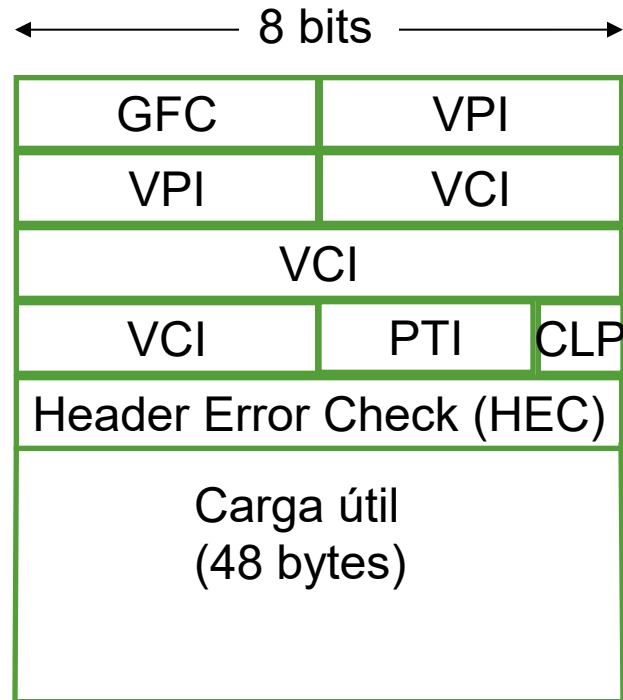 8 bits
GFC VPI
VPI VCI
VCI
VCI PTI CLP
Header Error Check (HEC)
Carga útil
(48 bytes)